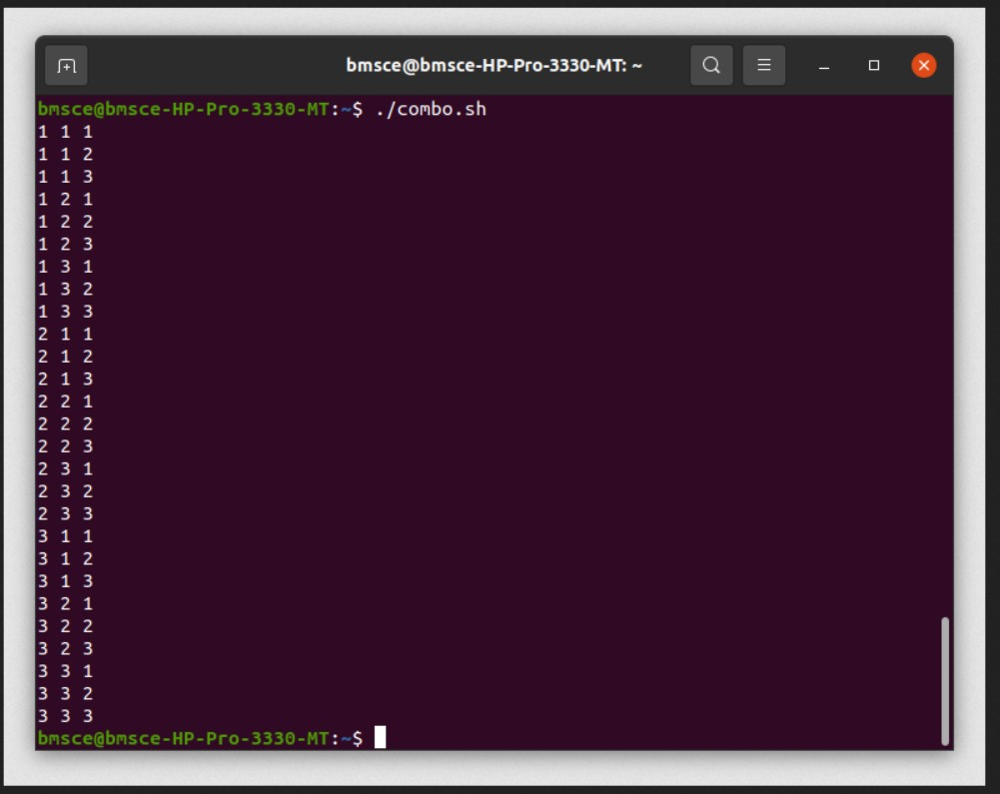 bmsce@bmsce-HP-Pro-3330-MT: ~
bmsce@bmsce-HP-Pro-3330-MT:~$ ./combo.sh
1 1 1
1 1 2
1 1 3
1 2 1
1 2 2
1 2 3
1 3 1
1 3 2
1 3 3
2 1 1
2 1 2
2 1 3
2 2 1
2 2 2
2 2 3
2 3 1
2 3 2
2 3 3
3 1 1
3 1 2
3 1 3
3 2 1
3 2 2
3 2 3
3 3 1
3 3 2
3 3 3
bmsce@bmsce-HP-Pro-3330-MT:~$